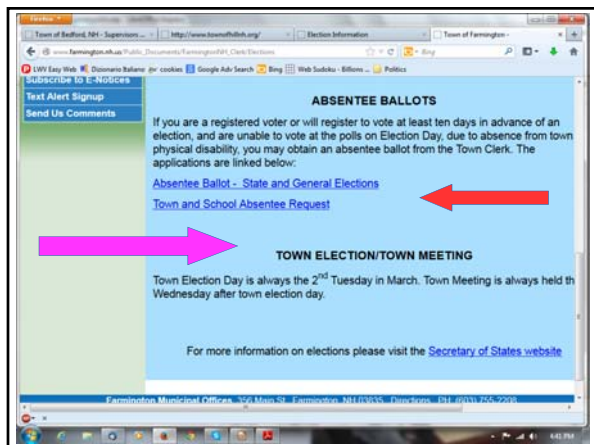 Firefox
Town of Bedford, NH - Supervisors ...
http://www.townofhillnh.org/
Election Information
Town of Farmington -
www.farmington.nh.us/Public_Documents/FarmingtonNH_Clerk/Elections
Bing
LWV Easy Web Dizionario Italiano cookies Google Adv Search Bing Web Sudoku - Billions ... Politics
Subscribe to E-Notices
Text Alert Signup
Send Us Comments
ABSENTEE BALLOTS
If you are a registered voter or will register to vote at least ten days in advance of an
election, and are unable to vote at the polls on Election Day, due to absence from town
physical disability, you may obtain an absentee ballot from the Town Clerk. The
applications are linked below:
Absentee Ballot - State and General Elections
Town and School Absentee Request
TOWN ELECTION/TOWN MEETING
Town Election Day is always the 2nd Tuesday in March. Town Meeting is always held th
Wednesday after town election day.
For more information on elections please visit the Secretary of States website
Farmington Municipal Offices 356 Main St Farmington, NH 03835 Directions PH: (603) 755-2208
4:41 PM